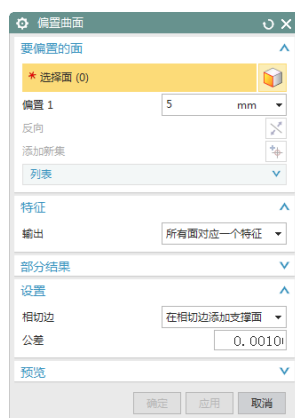 偏置曲面
要偏置的面
* 选择面 (0)
偏置 1 5 mm
反向
添加新集
列表
特征
输出 所有面对应一个特征
部分结果
设置
相切边 在相切边添加支撑面
公差 0.0010
预览
确定 应用 取消